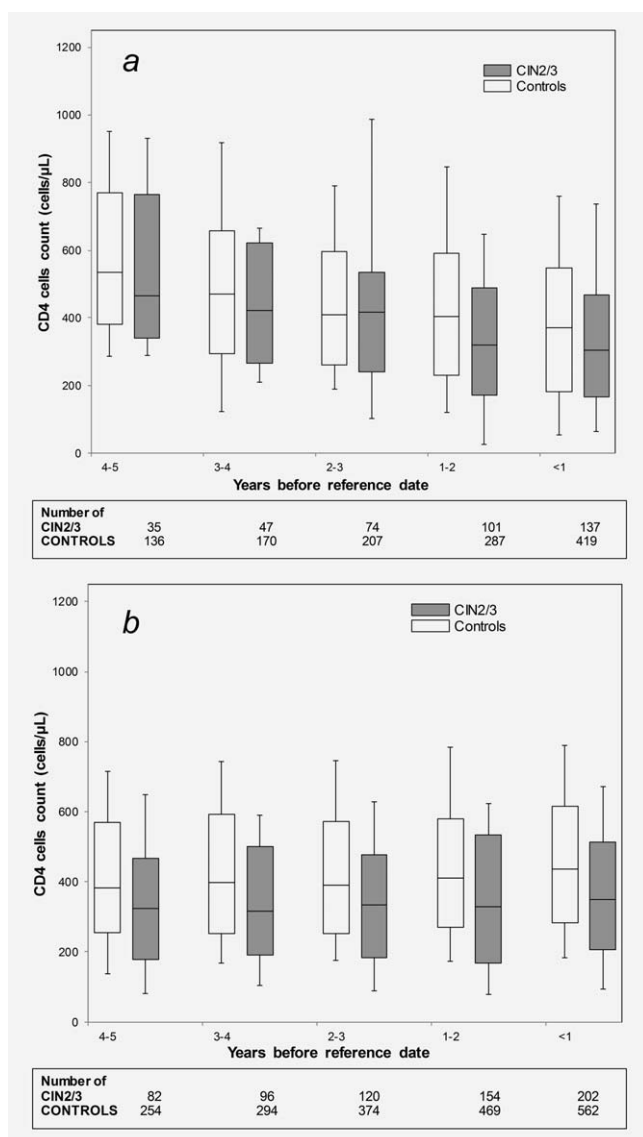 a
CIN2/3
Controls
CD4 cells count (cells/µL)
1200
1000
800
600
400
200
0
4-5 3-4 2-3 1-2 <1
Years before reference date
Number of
CIN2/3 35 47 74 101 137
CONTROLS 136 170 207 287 419
b
CIN2/3
Controls
CD4 cells count (cells/µL)
1200
1000
800
600
400
200
0
4-5 3-4 2-3 1-2 <1
Years before reference date
Number of
CIN2/3 82 96 120 154 202
CONTROLS 254 294 374 469 562